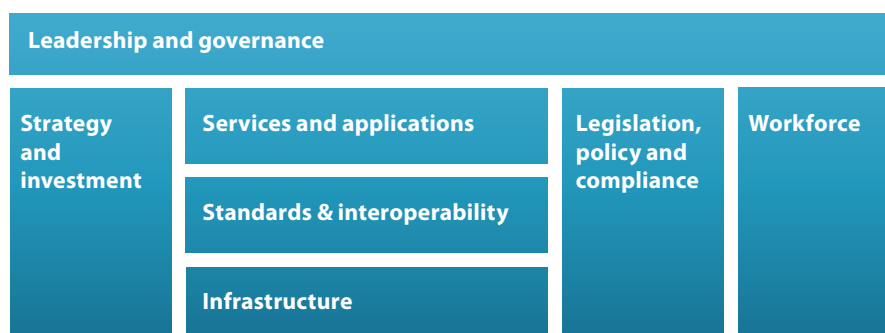 Leadership and governance
Strategy
and
investment
Services and applications
Standards & interoperability
Infrastructure
Legislation,
policy and
compliance
Workforce